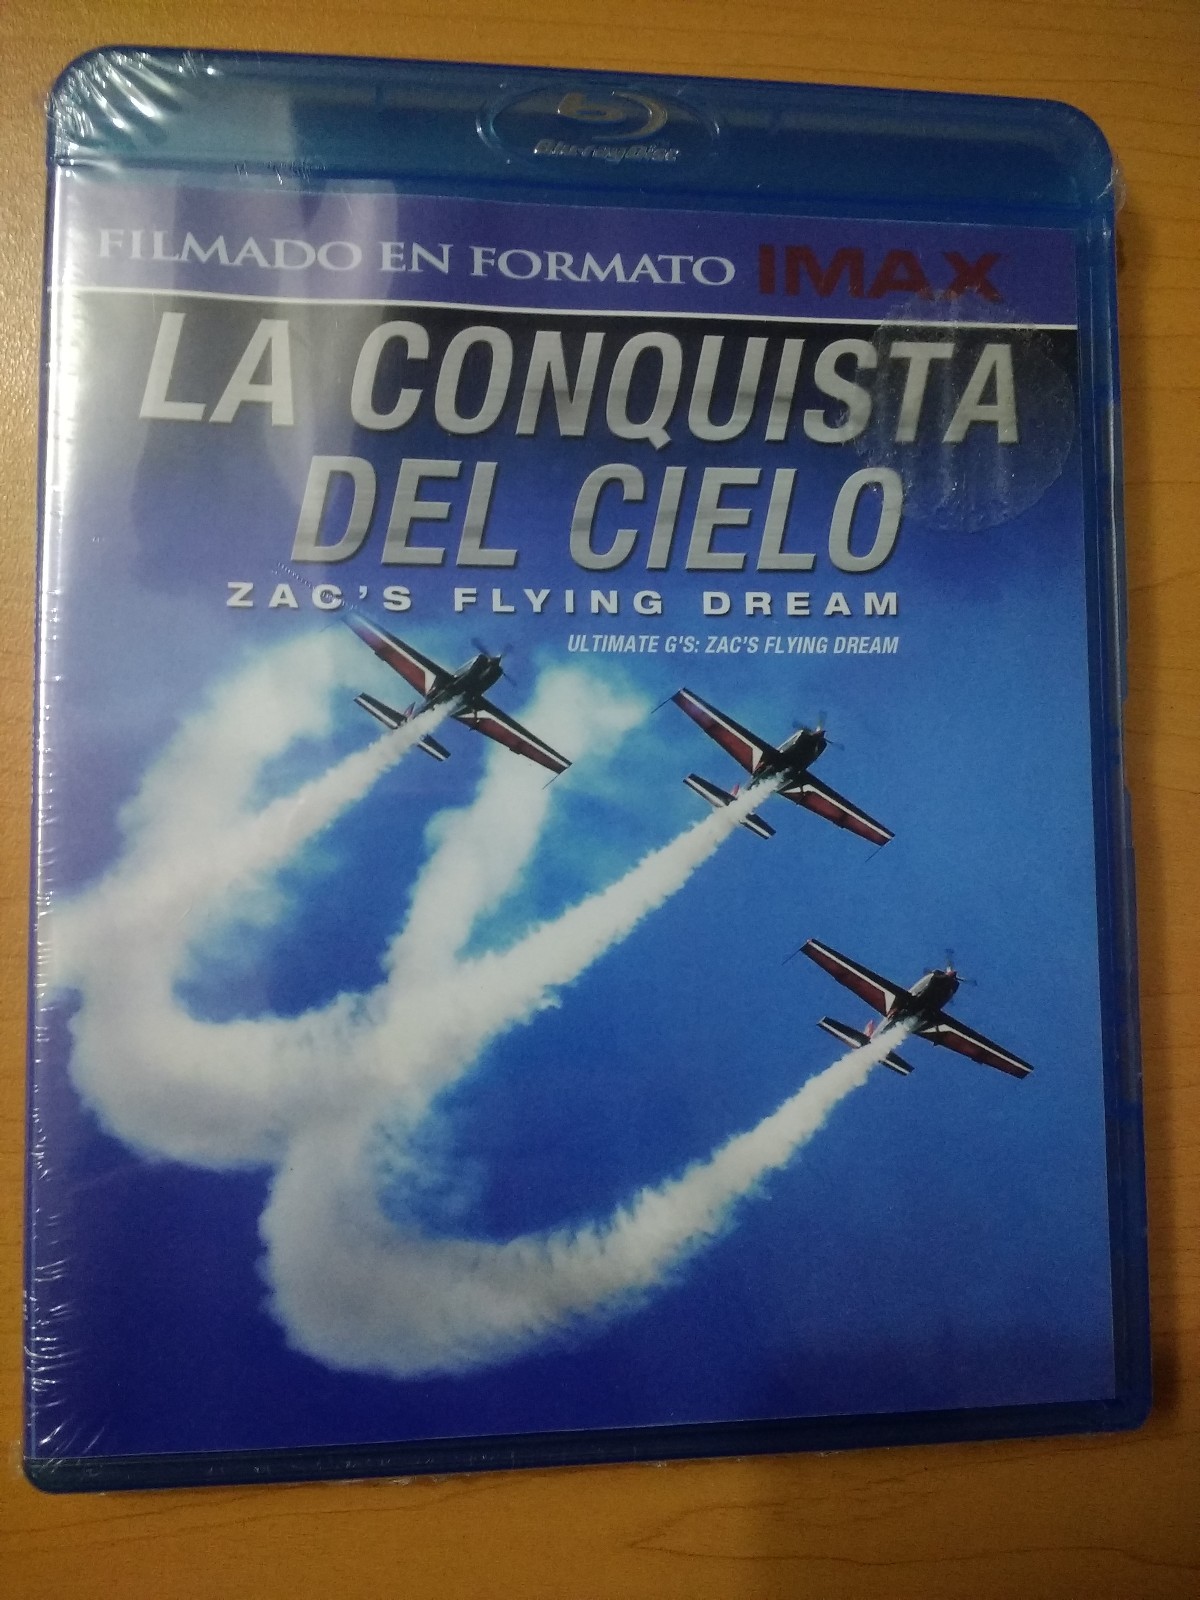 Blu-ray Disc
FILMADO EN FORMATO IMAX
LA CONQUISTA
DEL CIELO
ZAC'S FLYING DREAM
ULTIMATE G'S: ZAC'S FLYING DREAM